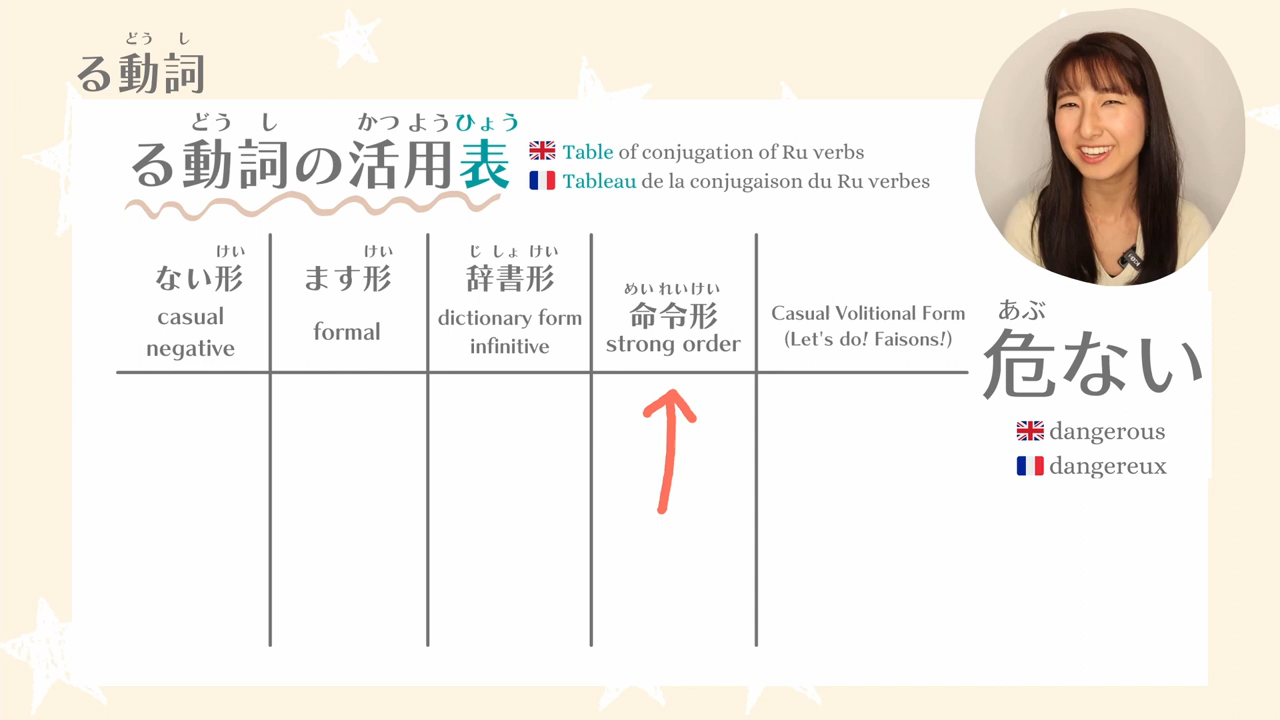 どう し
る動詞
どう し かつ よう ひょう
る動詞の活用表
Table of conjugation of Ru verbs
Tableau de la conjugaison du Ru verbes
けい
ない形
casual
negative
けい
ます形
formal
じ しょ けい
辞書形
dictionary form
infinitive
めい れい けい
命令形
strong order
Casual Volitional Form
(Let's do! Faisons!)
あぶ
危ない
dangerous
dangereux